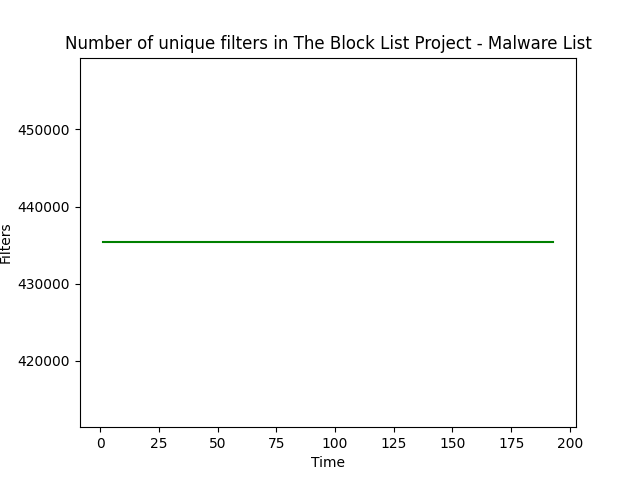 Number of unique filters in The Block List Project - Malware List
450000
440000
430000
420000
Filters
0 25 50 75 100 125 150 175 200
Time